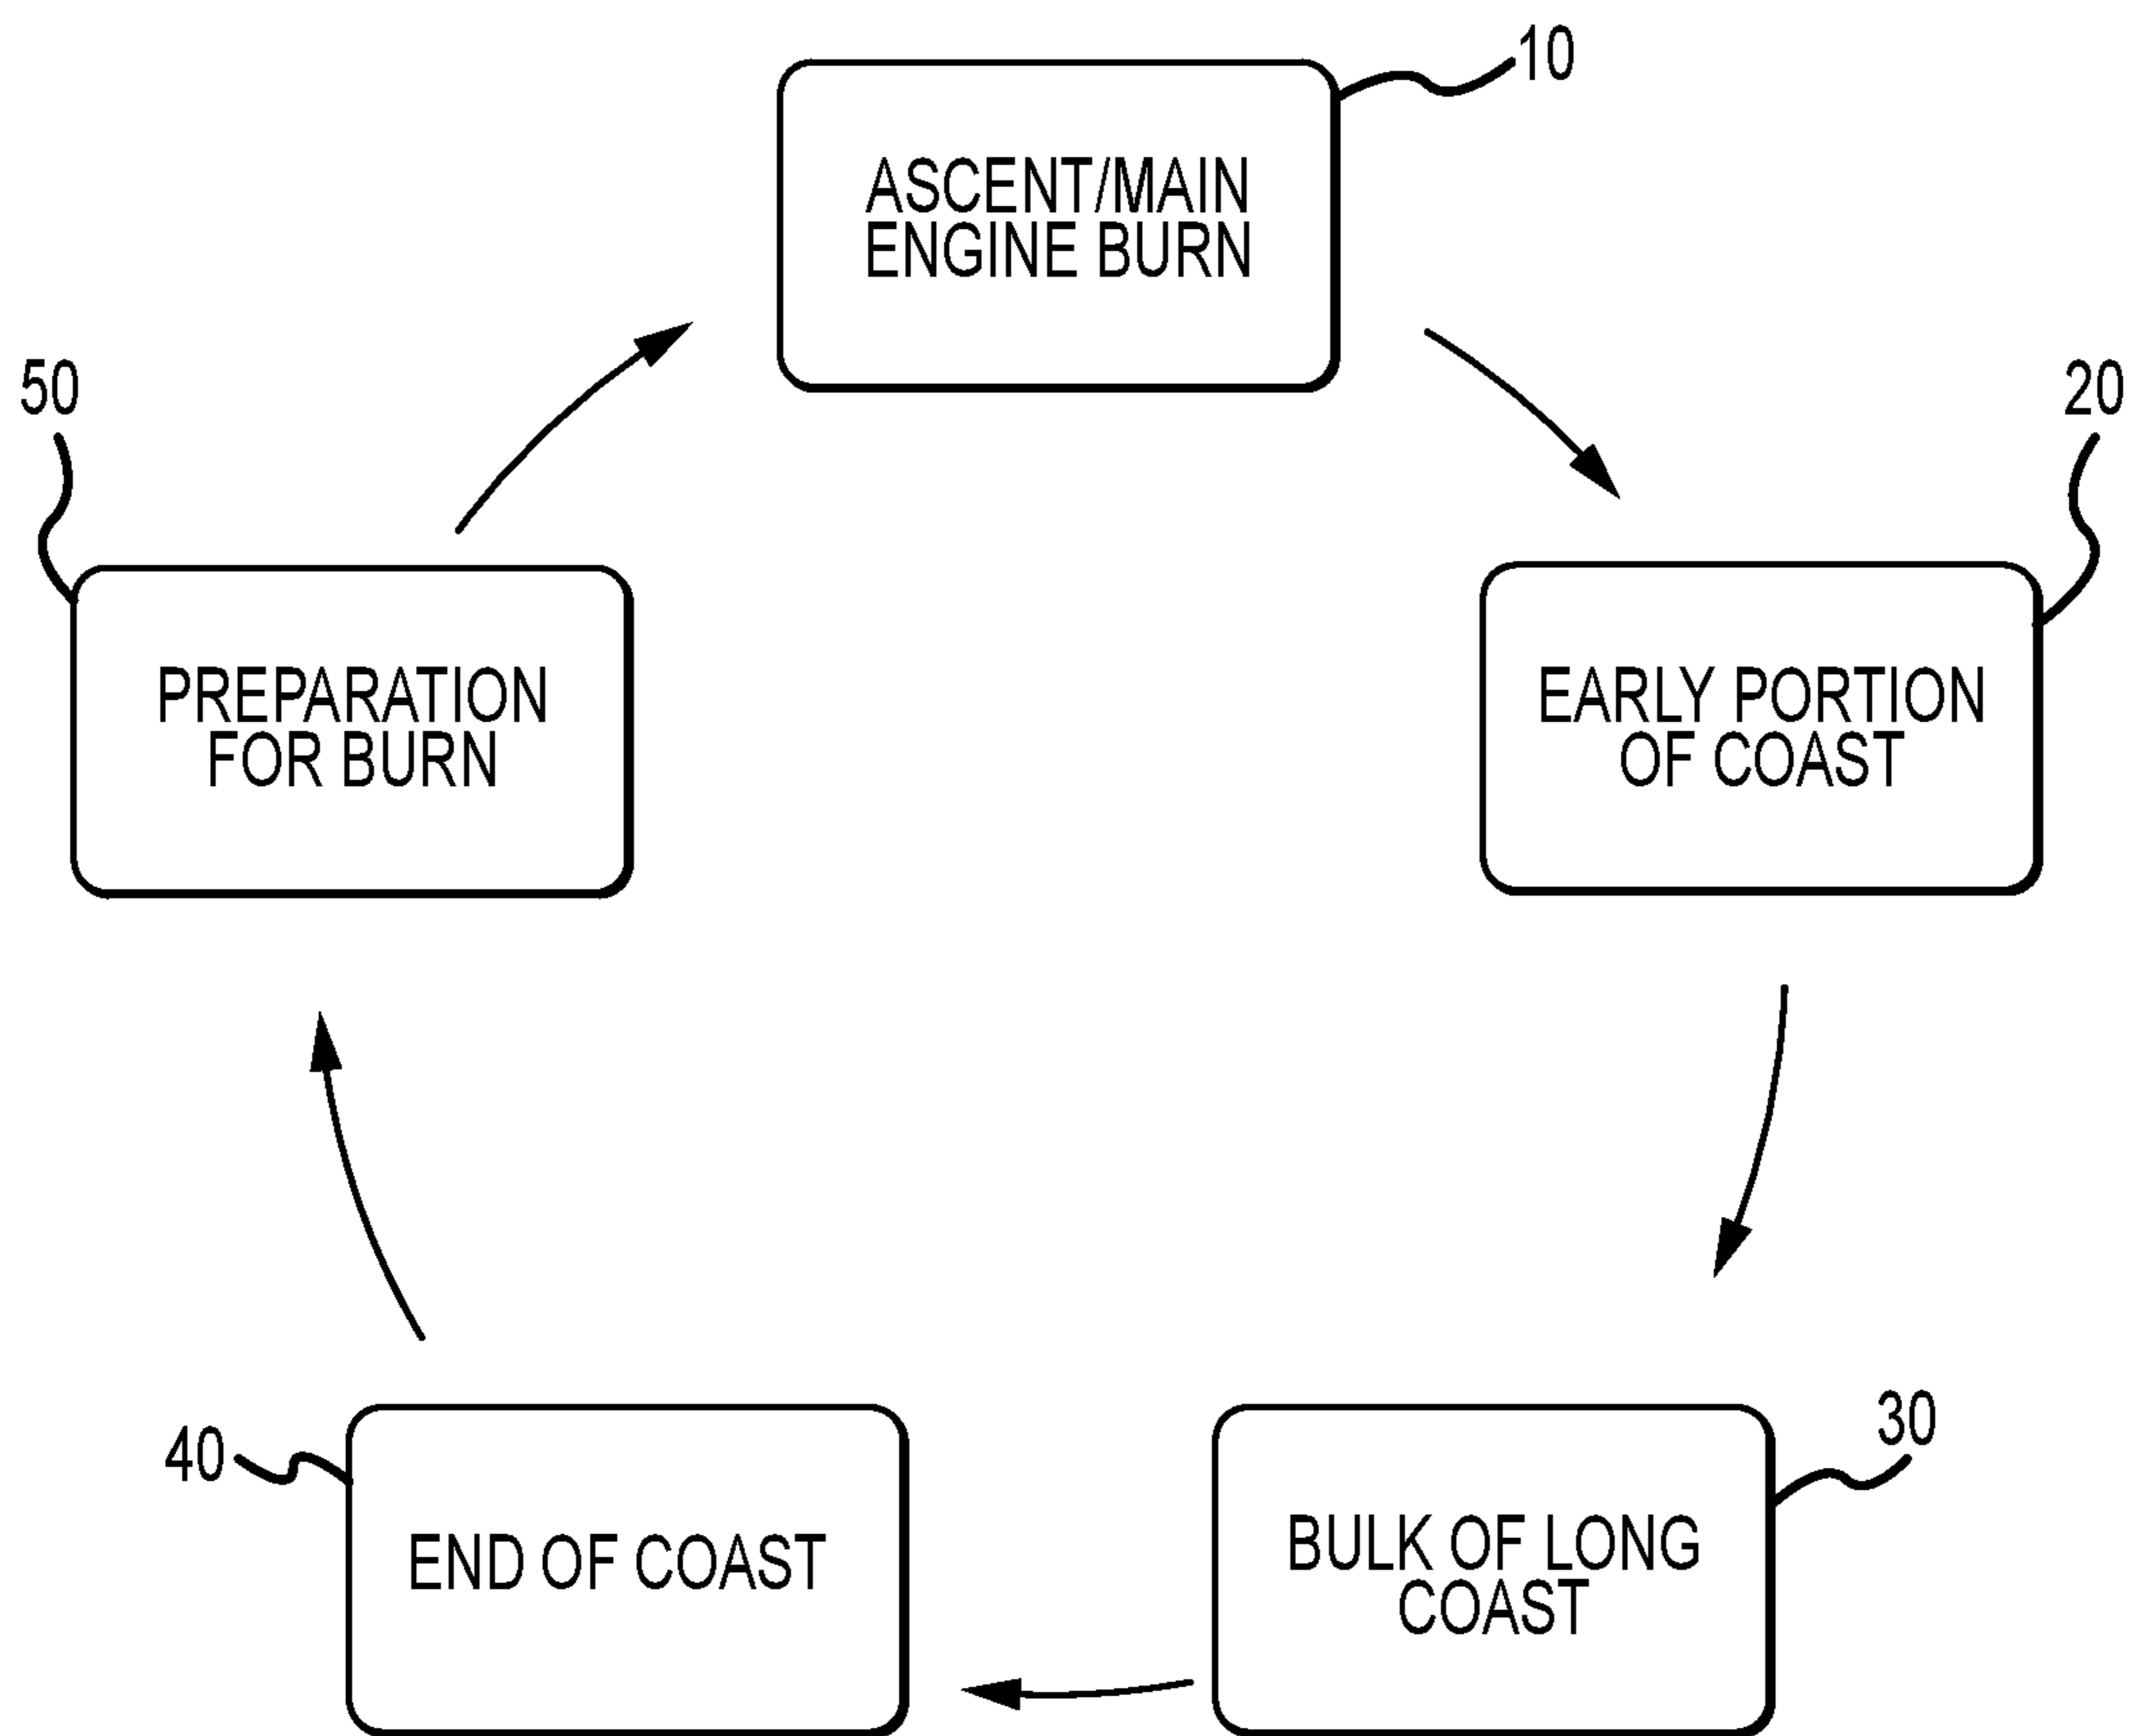 10
ASCENT/MAIN
ENGINE BURN
50
20
PREPARATION
FOR BURN
EARLY PORTION
OF COAST
40
30
END OF COAST
BULK OF LONG
COAST